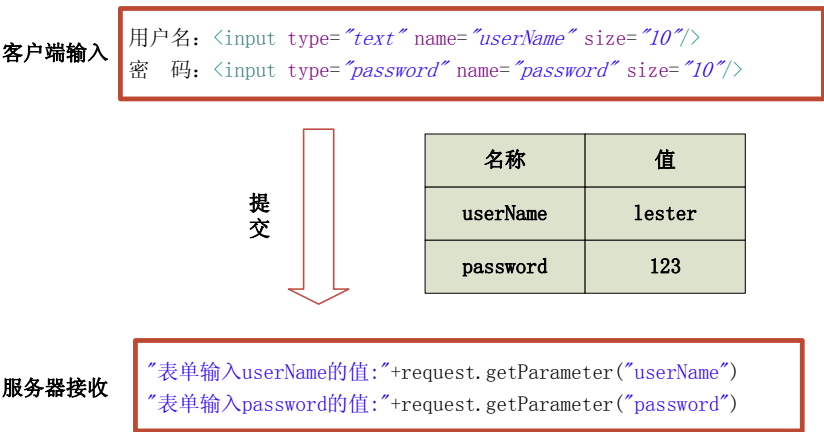 客户端输入
用户名: <input type="text" name="userName" size="10"/>
密  码: <input type="password" name="password" size="10"/>
提交
名称 值
userName lester
password 123
服务器接收
"表单输入userName的值:"+request.getParameter("userName")
"表单输入password的值:"+request.getParameter("password")